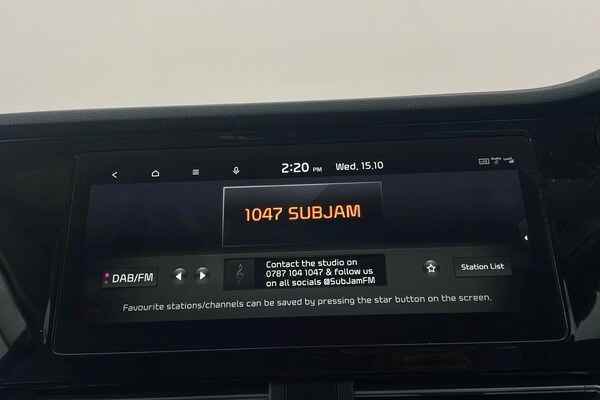 2:20 PM Wed, 15.10
1047 SUBJAM
DAB/FM
Contact the studio on
0787 104 1047 & follow us
on all socials @SubJamFM
Station List
Favourite stations/channels can be saved by pressing the star button on the screen.